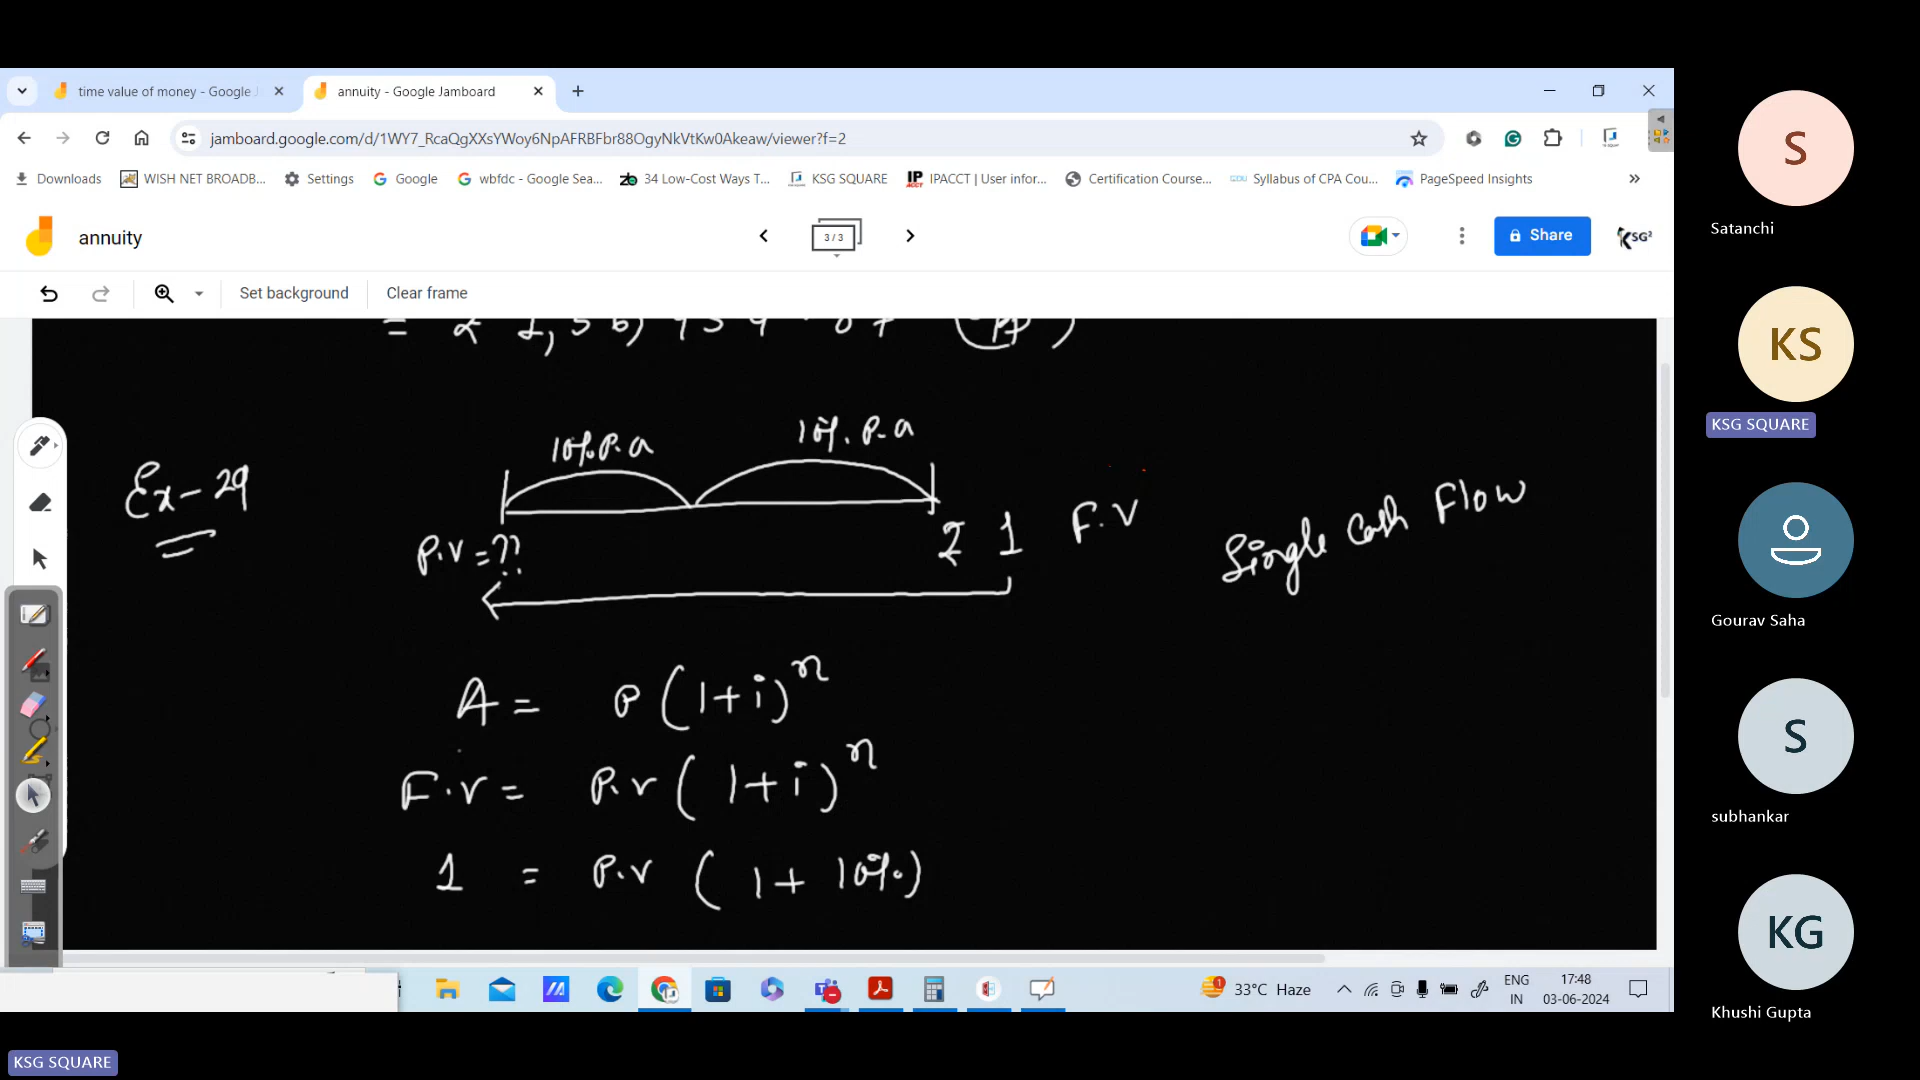 time value of money - Google J
annuity - Google Jamboard
jamboard.google.com/d/1WY7_RcaQgXXsYWoy6NpAFRBFbr88OgyNkVtKw0Akeaw/viewer?f=2
Downloads
WISH NET BROADB...
Settings
Google
wbfdc - Google Sea...
34 Low-Cost Ways T...
KSG SQUARE
IPACCT | User infor...
Certification Course...
Syllabus of CPA Cou...
PageSpeed Insights
annuity
3 / 3
Share
KSG²
Set background
Clear frame
10% P.a
10%. P.a
Ex-29
P.V = ??
2 1 F.V
Single Cash Flow
A = P (1+i)^n
F.V = P.V (1+i)^n
1 = P.V (1+10%)
33°C Haze
ENG
IN
17:48
03-06-2024
S
Satanchi
KS
KSG SQUARE
Gourav Saha
S
subhankar
KG
Khushi Gupta
KSG SQUARE